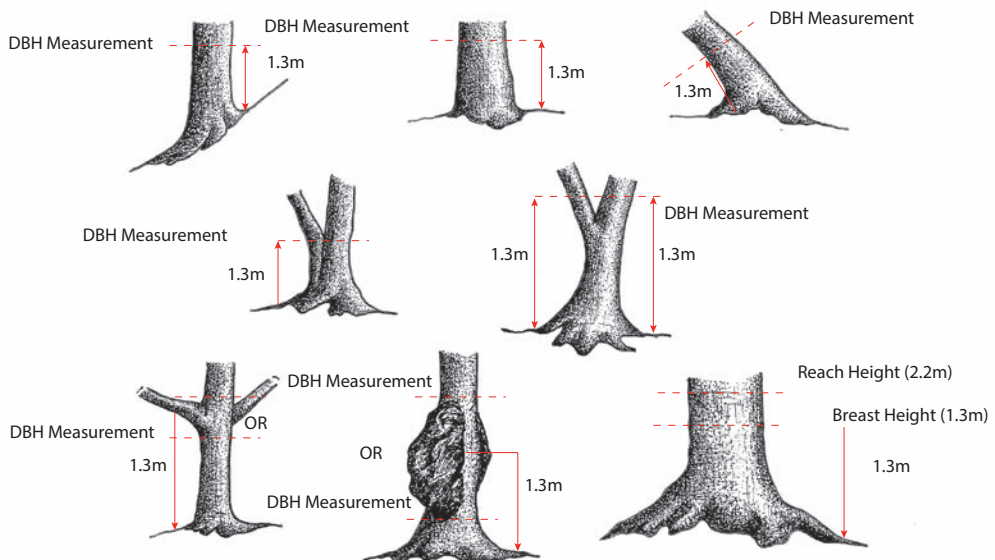 DBH Measurement
1.3m
DBH Measurement
1.3m
DBH Measurement
1.3m
DBH Measurement
1.3m
DBH Measurement
1.3m
1.3m
DBH Measurement
OR
1.3m
DBH Measurement
OR
DBH Measurement
1.3m
Reach Height (2.2m)
Breast Height (1.3m)
1.3m